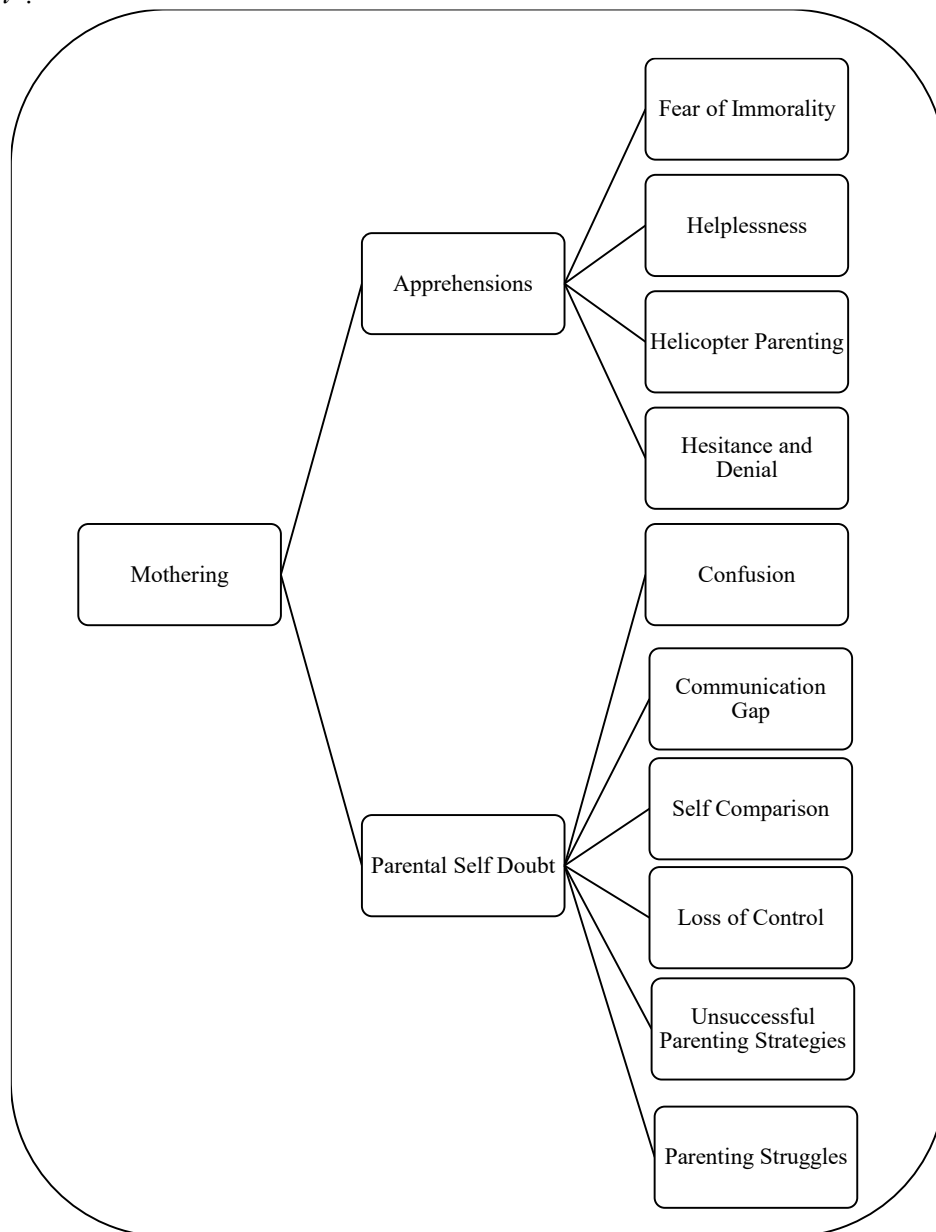 Fear of Immorality
Helplessness
Apprehensions
Helicopter Parenting
Hesitance and
Denial
Mothering
Confusion
Communication
Gap
Self Comparison
Parental Self Doubt
Loss of Control
Unsuccessful
Parenting Strategies
Parenting Struggles